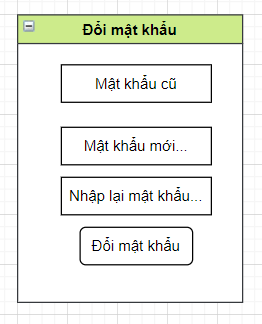 Đổi mật khẩu
Mật khẩu cũ
Mật khẩu mới...
Nhập lại mật khẩu...
Đổi mật khẩu